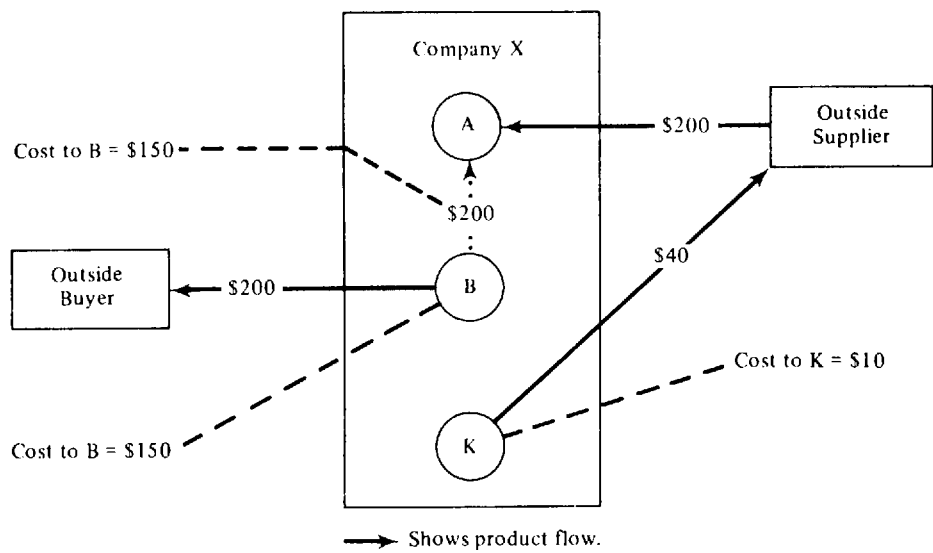 Company X
A
Outside
Supplier
$200
Cost to B = $150
$200
$40
Outside
Buyer
$200
B
Cost to K = $10
Cost to B = $150
K
Shows product flow.